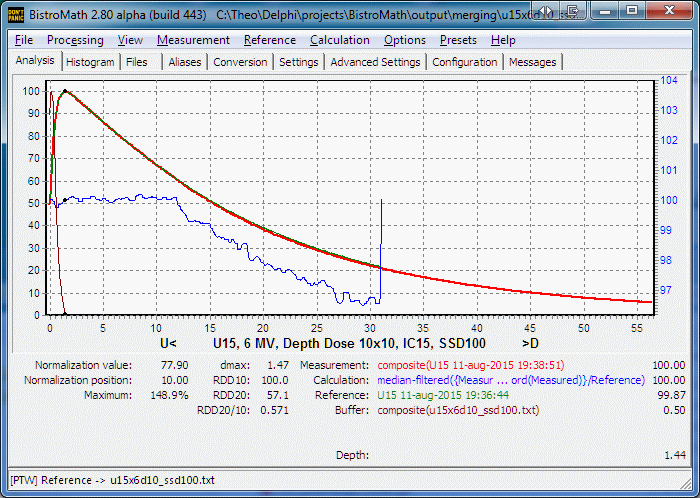 BistroMath 2.80 alpha (build 443) C:\Theo\Delphi\projects\BistroMath\output\merging\u15x6d10_ss
File Processing View Measurement Reference Calculation Options Presets Help
Analysis Histogram Files Aliases Conversion Settings Advanced Settings Configuration Messages
104
100
90
103
80
102
70
101
60
50
100
40
99
30
98
20
10
97
0
0 5 10 15 20 25 30 35 40 45 50 55
U< U15, 6 MV, Depth Dose 10x10, IC15, SSD100 >D
Normalization value: 77.90 dmax: 1.47 Measurement: composite(U15 11-aug-2015 19:38:51) 100.00
Normalization position: 10.00 RDD10: 100.0 Calculation: median-filtered({Measur ... ord(Measured)}/Reference) 100.00
Maximum: 148.9% RDD20: 57.1 Reference: U15 11-aug-2015 19:36:44 99.87
RDD20/10: 0.571 Buffer: composite(u15x6d10_ssd100.txt) 0.50
Depth: 1.44
[PTW] Reference -> u15x6d10_ssd100.txt